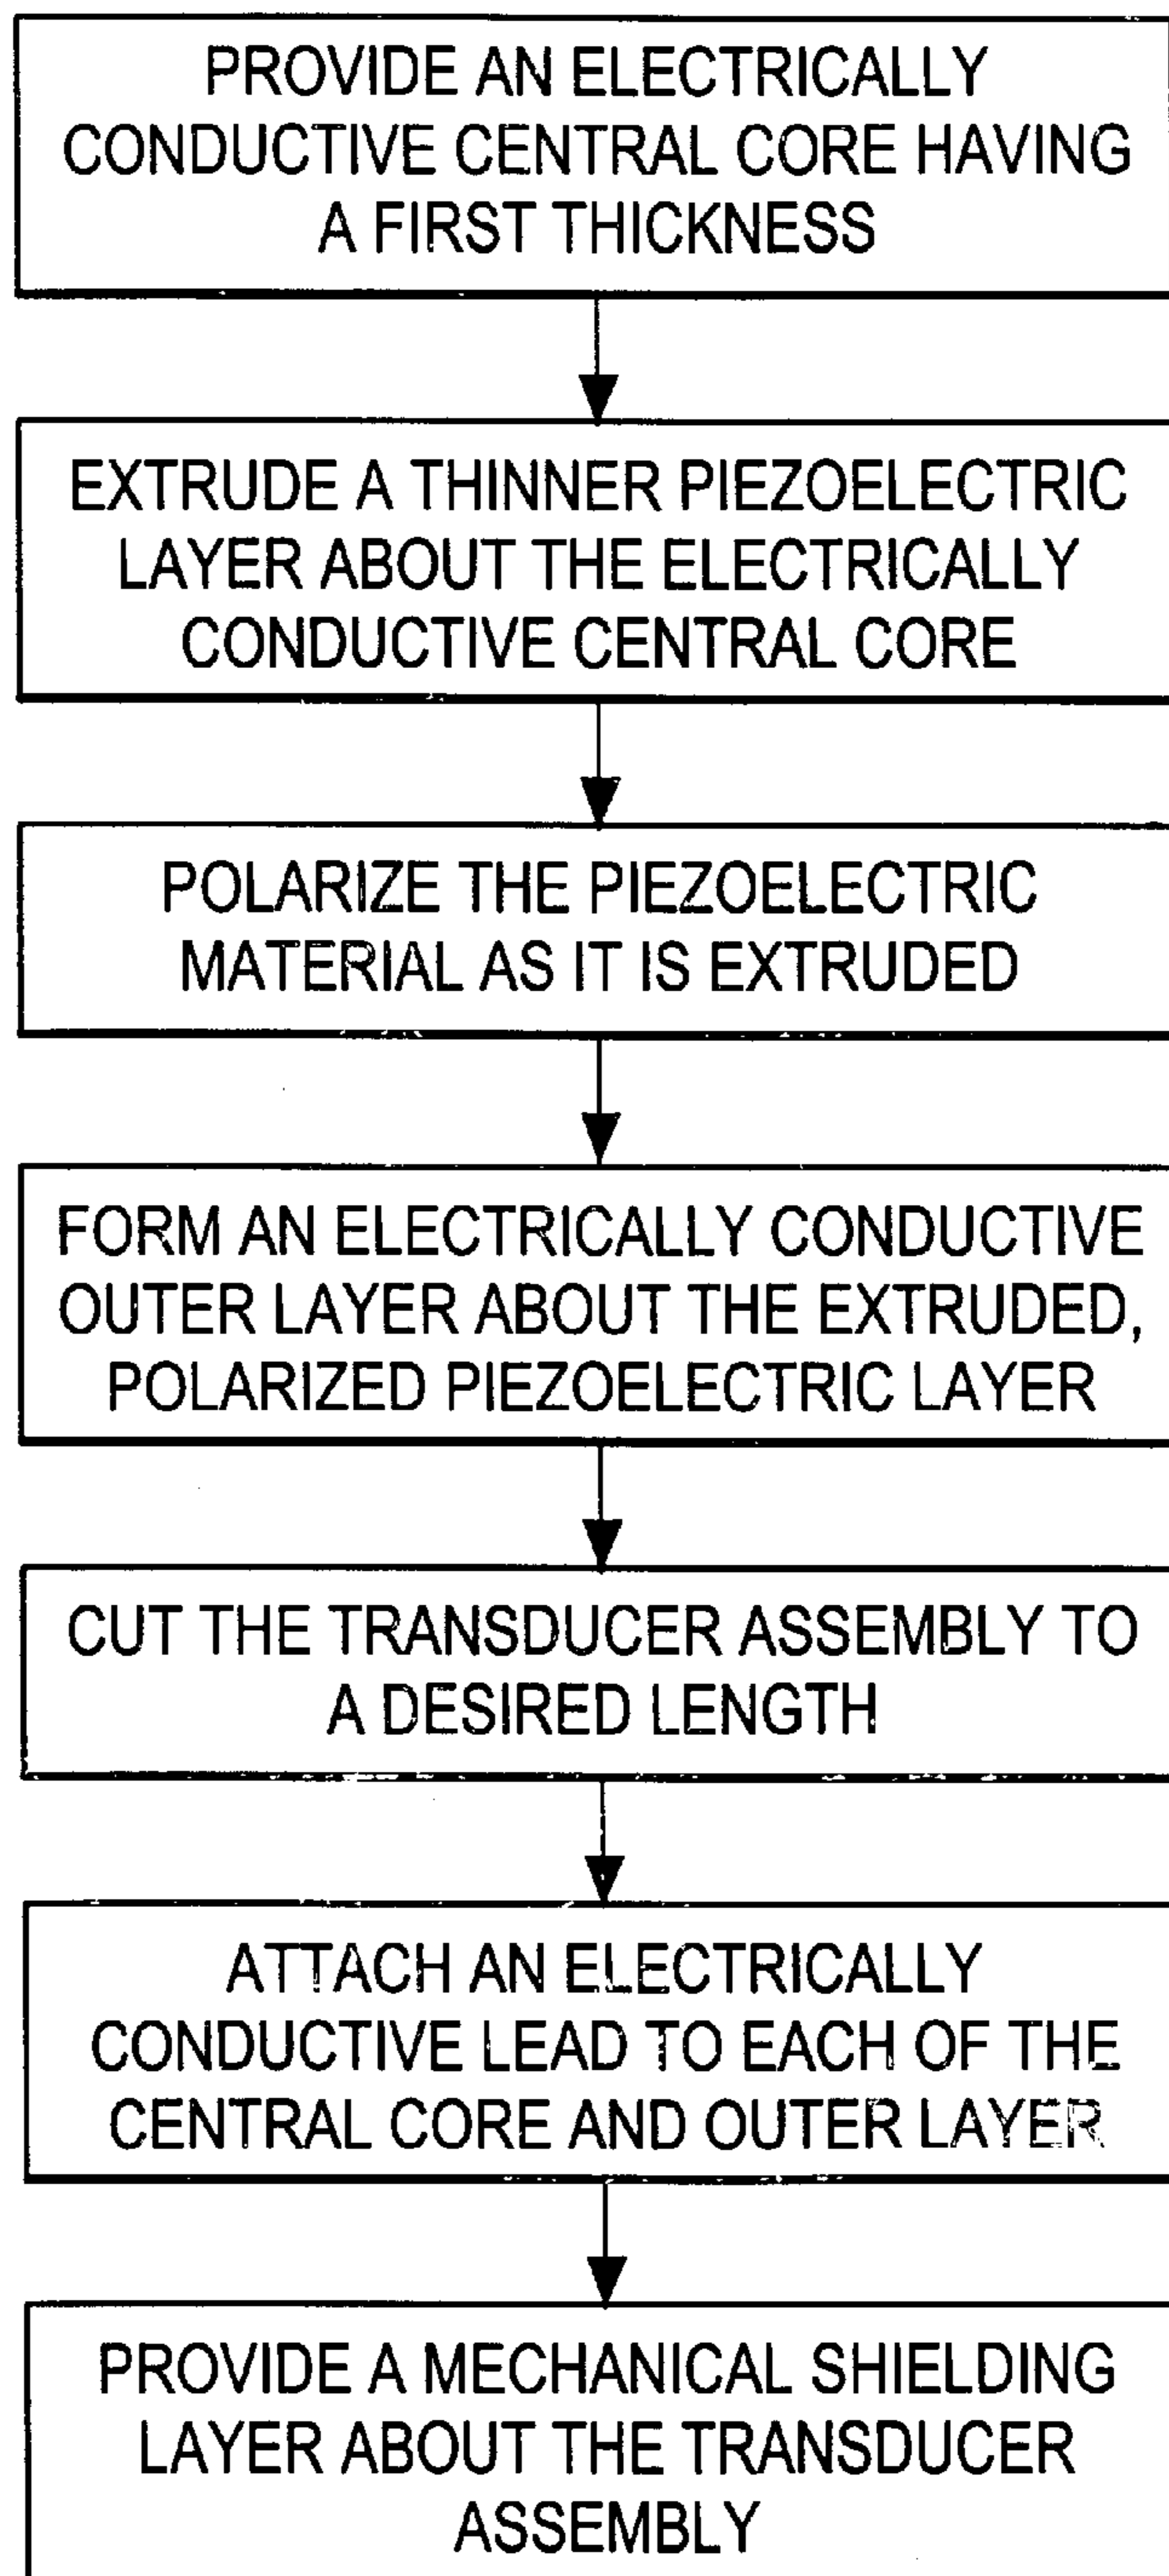 PROVIDE AN ELECTRICALLY
CONDUCTIVE CENTRAL CORE HAVING
A FIRST THICKNESS
EXTRUDE A THINNER PIEZOELECTRIC
LAYER ABOUT THE ELECTRICALLY
CONDUCTIVE CENTRAL CORE
POLARIZE THE PIEZOELECTRIC
MATERIAL AS IT IS EXTRUDED
FORM AN ELECTRICALLY CONDUCTIVE
OUTER LAYER ABOUT THE EXTRUDED,
POLARIZED PIEZOELECTRIC LAYER
CUT THE TRANSDUCER ASSEMBLY TO
A DESIRED LENGTH
ATTACH AN ELECTRICALLY
CONDUCTIVE LEAD TO EACH OF THE
CENTRAL CORE AND OUTER LAYER
PROVIDE A MECHANICAL SHIELDING
LAYER ABOUT THE TRANSDUCER
ASSEMBLY